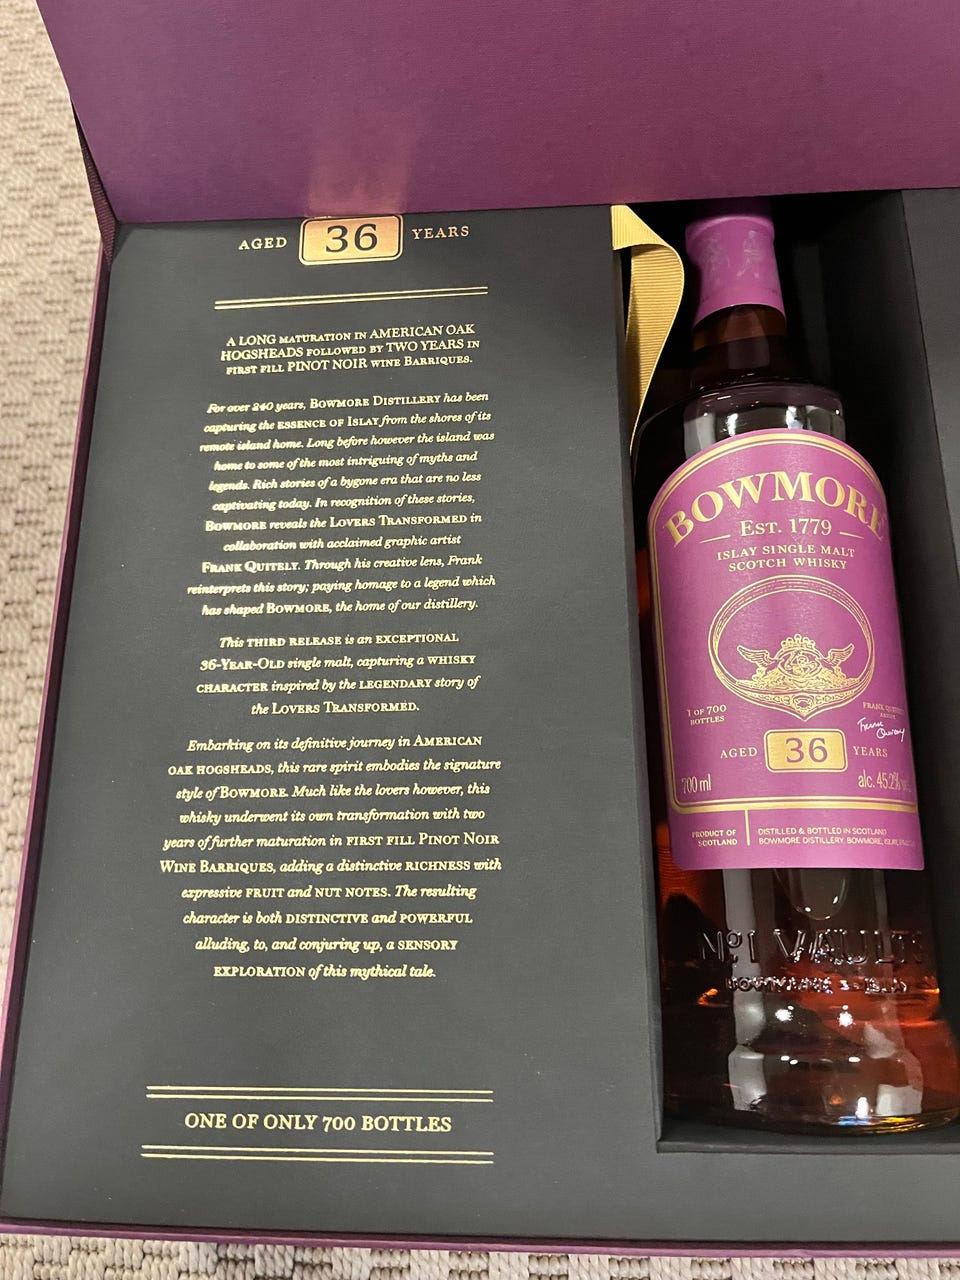 AGED 36 YEARS
A LONG MATURATION IN AMERICAN OAK
HOGSHEADS FOLLOWED BY TWO YEARS IN
FIRST FILL PINOT NOIR WINE BARRIQUES.
For over 240 years, BOWMORE DISTILLERY has been
capturing the ESSENCE OF ISLAY from the shores of its
remote island home. Long before however the island was
home to some of the most intriguing of myths and
legends. Rich stories of a bygone era that are no less
captivating today. In recognition of these stories,
BOWMORE reveals the LOVERS TRANSFORMED in
collaboration with acclaimed graphic artist
FRANK QUITELY. Through his creative lens, Frank
reinterprets this story; paying homage to a legend which
has shaped BOWMORE, the home of our distillery.
This THIRD RELEASE is an EXCEPTIONAL
36-YEAR-OLD single malt, capturing a WHISKY
CHARACTER inspired by the LEGENDARY story of
the LOVERS TRANSFORMED.
Embarking on its definitive journey in AMERICAN
OAK HOGSHEADS, this rare spirit embodies the signature
style of BOWMORE. Much like the lovers however, this
whisky underwent its own transformation with two
years of further maturation in FIRST FILL PINOT NOIR
WINE BARRIQUES, adding a distinctive RICHNESS with
expressive FRUIT and NUT NOTES. The resulting
character is both DISTINCTIVE and POWERFUL
alluding, to, and conjuring up, a SENSORY
EXPLORATION of this mythical tale.
ONE OF ONLY 700 BOTTLES
BOWMORE
EST. 1779
ISLAY SINGLE MALT
SCOTCH WHISKY
1 OF 700
BOTTLES
FRANK QUITELY
ARTIST
Frank
Quitely
AGED 36 YEARS
700 ml
alc. 45.2%
PRODUCT OF
SCOTLAND
DISTILLED & BOTTLED IN SCOTLAND
BOWMORE DISTILLERY, BOWMORE, ISLAY,
No1 VAULTS
BOWMORE ISLAY